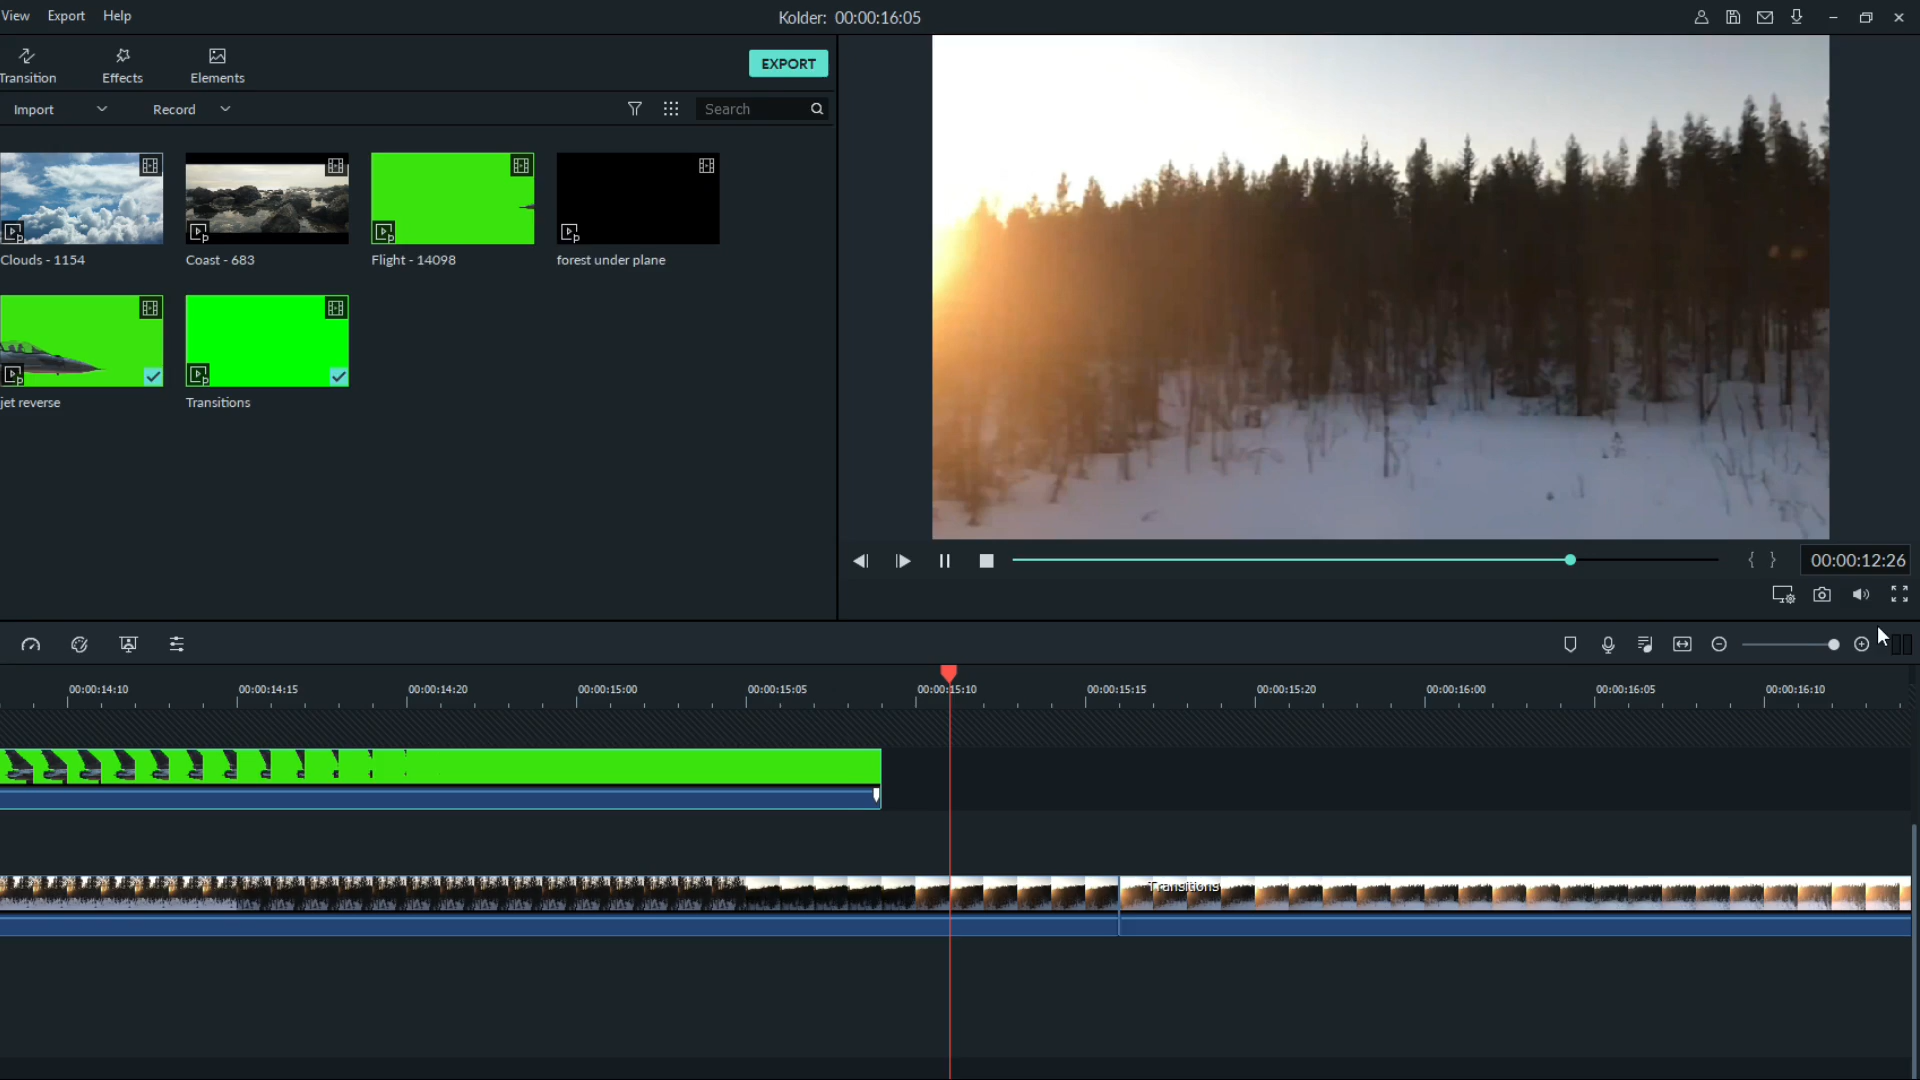 View Export Help
Kolder: 00:00:16:05
Transition Effects Elements
EXPORT
Import Record
Search
Clouds - 1154
Coast - 683
Flight - 14098
forest under plane
jet reverse
Transitions
00:00:12:26
00:00:14:10 00:00:14:15 00:00:14:20 00:00:15:00 00:00:15:05 00:00:15:10 00:00:15:15 00:00:15:20 00:00:16:00 00:00:16:05 00:00:16:10
Transitions